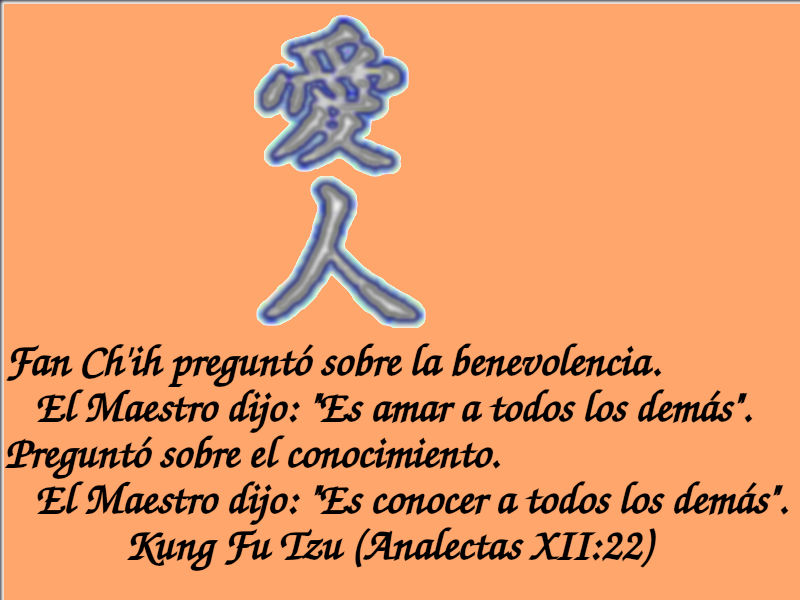 愛
人
Fan Ch'ih preguntó sobre la benevolencia.
El Maestro dijo: "Es amar a todos los demás".
Preguntó sobre el conocimiento.
El Maestro dijo: "Es conocer a todos los demás".
Kung Fu Tzu (Analectas XII:22)